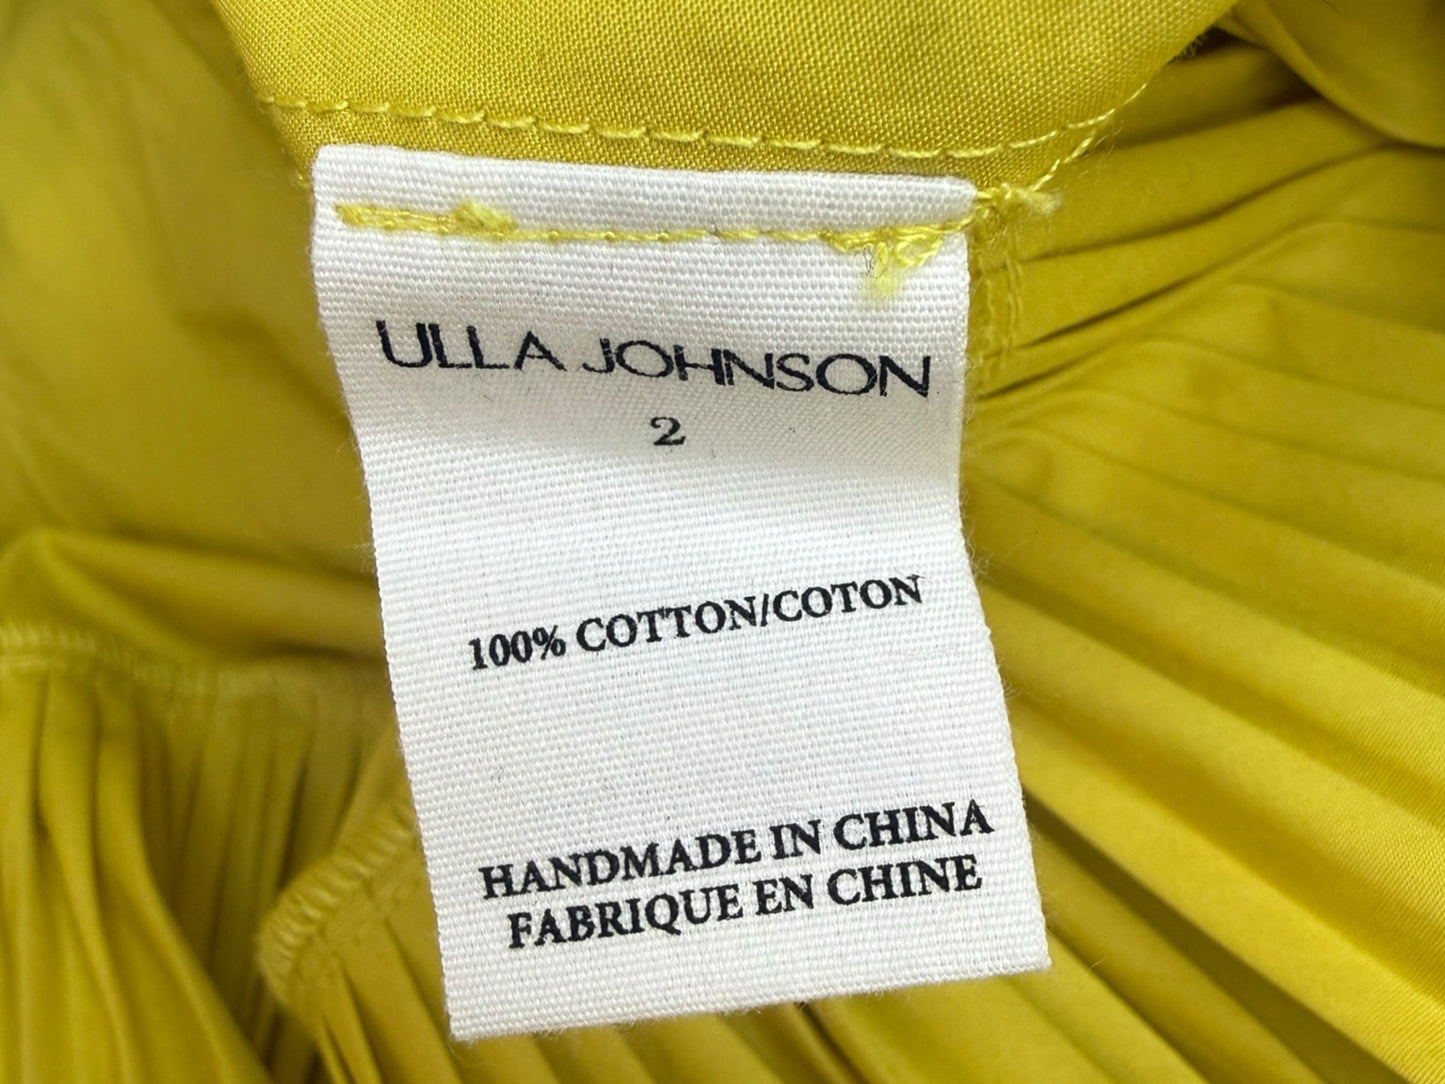 ULLA JOHNSON
2
100% COTTON/COTON
HANDMADE IN CHINA
FABRIQUE EN CHINE